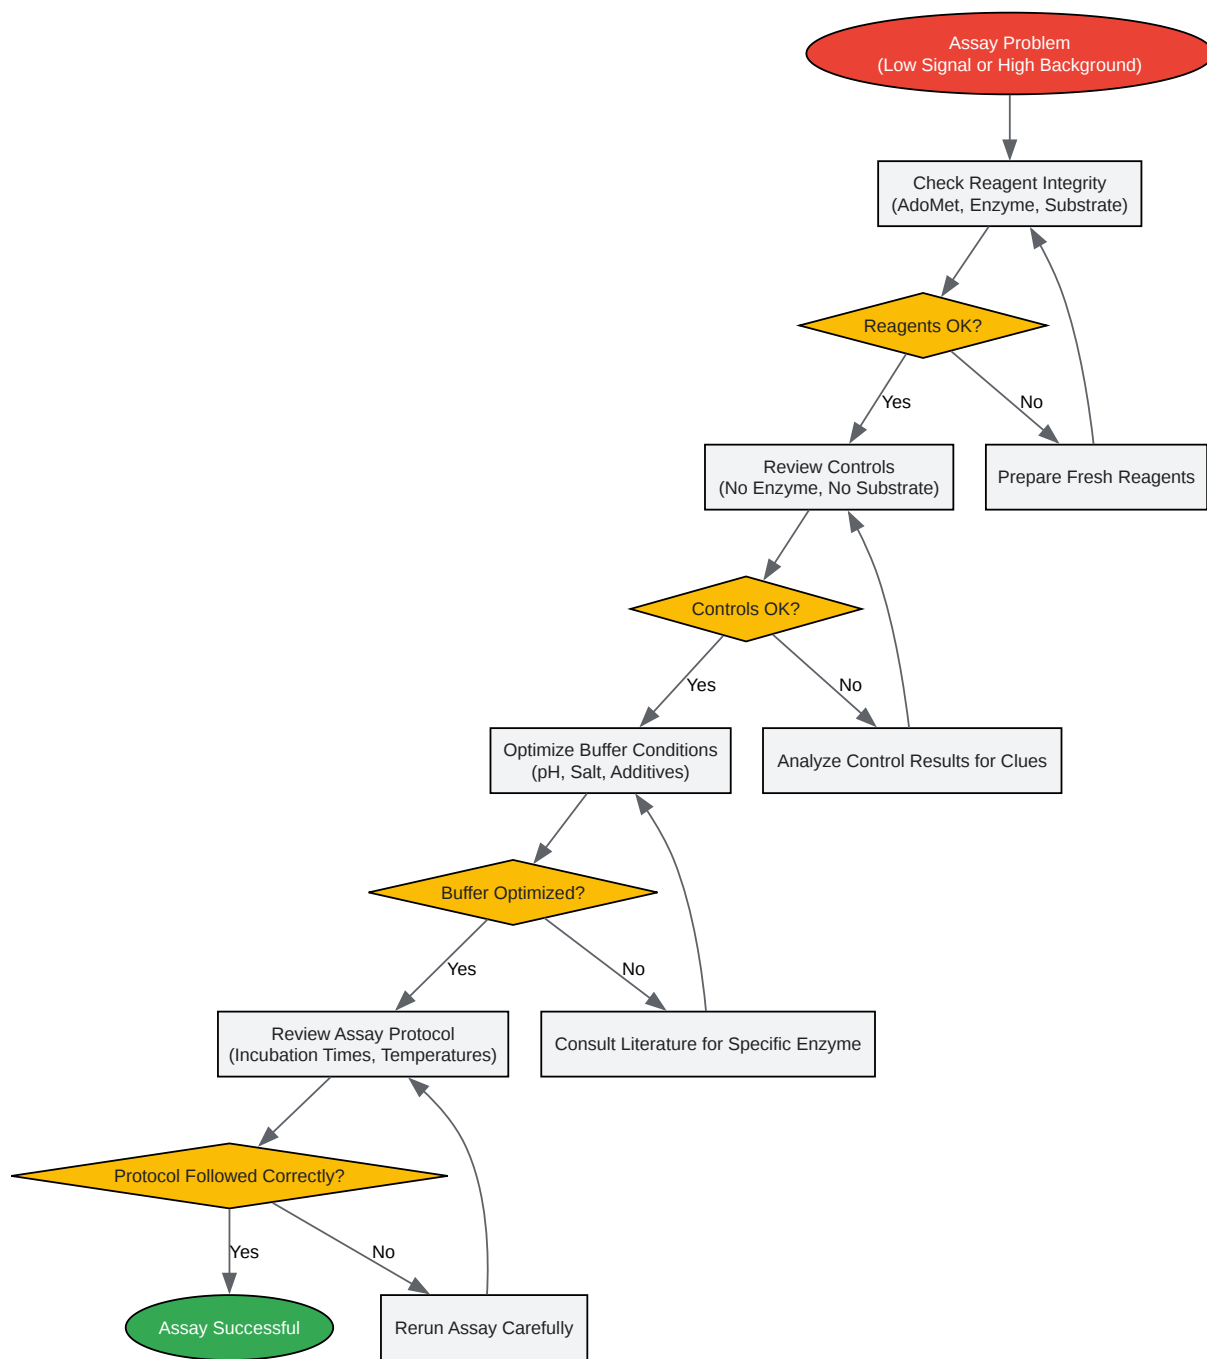 Assay Problem
(Low Signal or High Background)
Check Reagent Integrity
(AdoMet, Enzyme, Substrate)
Reagents OK?
Yes
No
Review Controls
(No Enzyme, No Substrate)
Prepare Fresh Reagents
Controls OK?
Yes
No
Optimize Buffer Conditions
(pH, Salt, Additives)
Analyze Control Results for Clues
Buffer Optimized?
Yes
No
Review Assay Protocol
(Incubation Times, Temperatures)
Consult Literature for Specific Enzyme
Protocol Followed Correctly?
Yes
No
Assay Successful
Rerun Assay Carefully